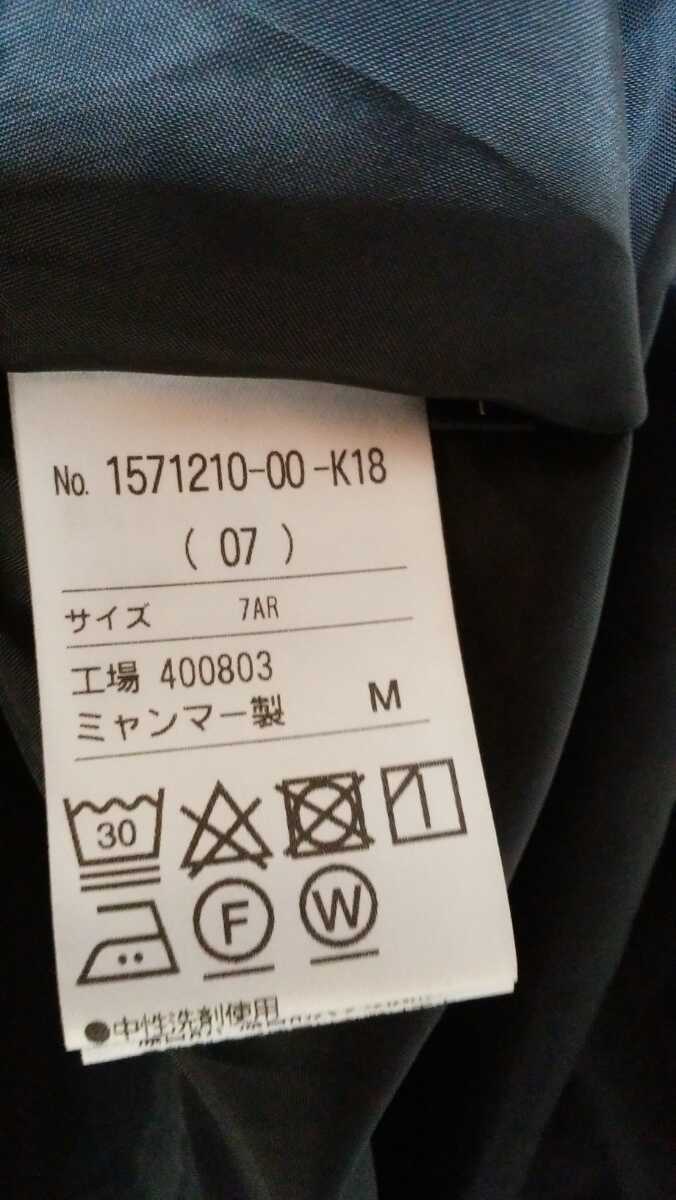 No. 1571210-00-K18
( 07 )
サイズ 7AR
工場 400803
ミャンマー製 M
30
F W
●中性洗剤使用